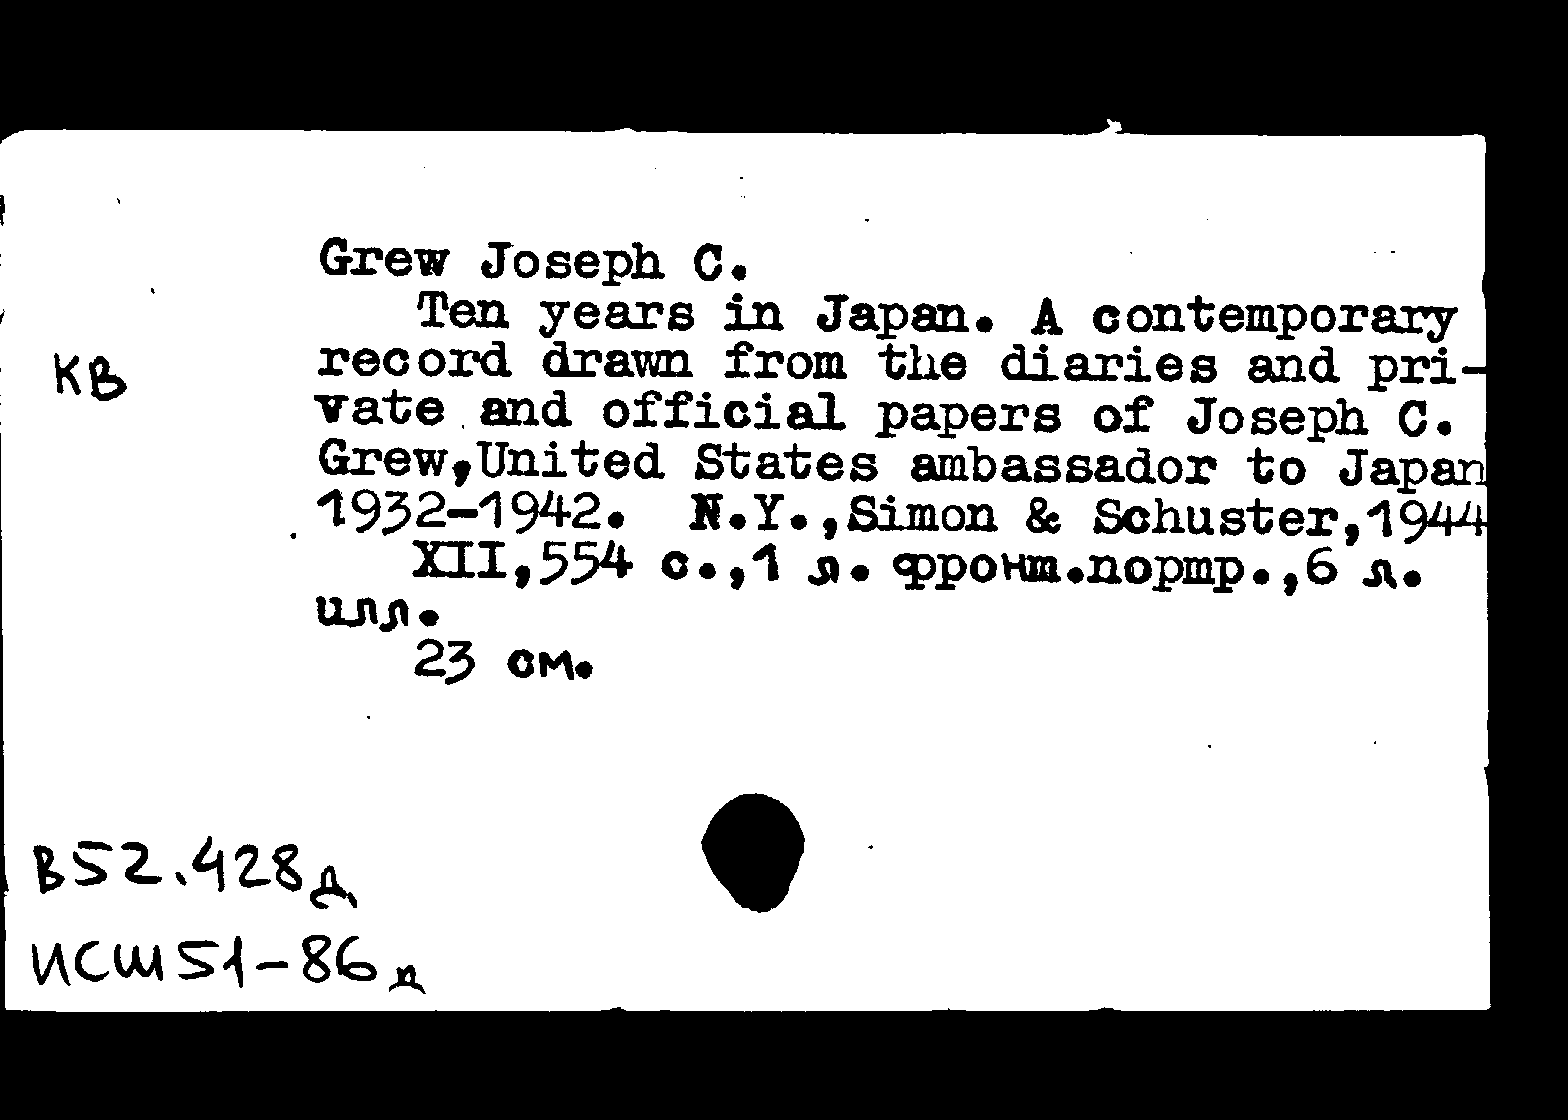 Grew Joseph C.
Ten years in Japan. A contemporary
КВ
record drawn from the diaries and pri-
vate and official papers of Joseph C.
Grew,United States ambassador to Japan
1932-1942. N.Y.,Simon & Schuster,1944
XII,554 с.,1 л. фронт.портр.,6 л.
илл.
23 см.
В52.428д
ИСШ51-86д